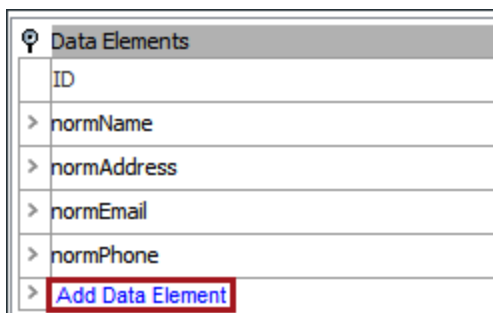 Data Elements
ID
> normName
> normAddress
> normEmail
> normPhone
> Add Data Element